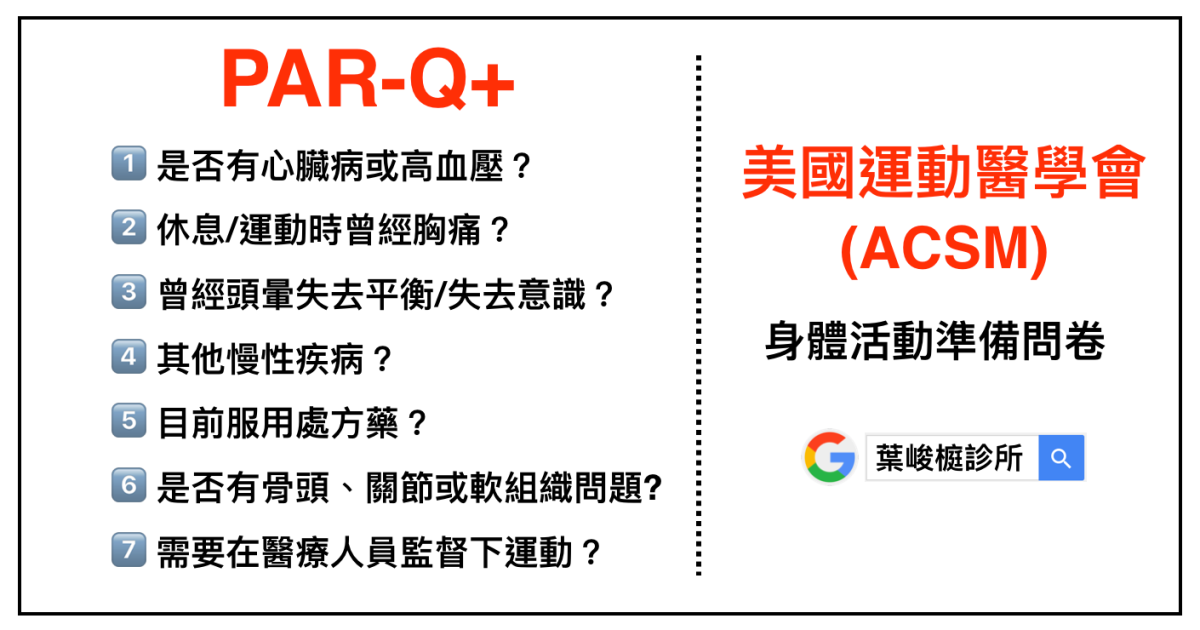 PAR-Q+
1 是否有心臟病或高血壓？
2 休息/運動時曾經胸痛？
3 曾經頭暈失去平衡/失去意識？
4 其他慢性疾病？
5 目前服用處方藥？
6 是否有骨頭、關節或軟組織問題?
7 需要在醫療人員監督下運動？
美國運動醫學會
(ACSM)
身體活動準備問卷
葉峻榳診所